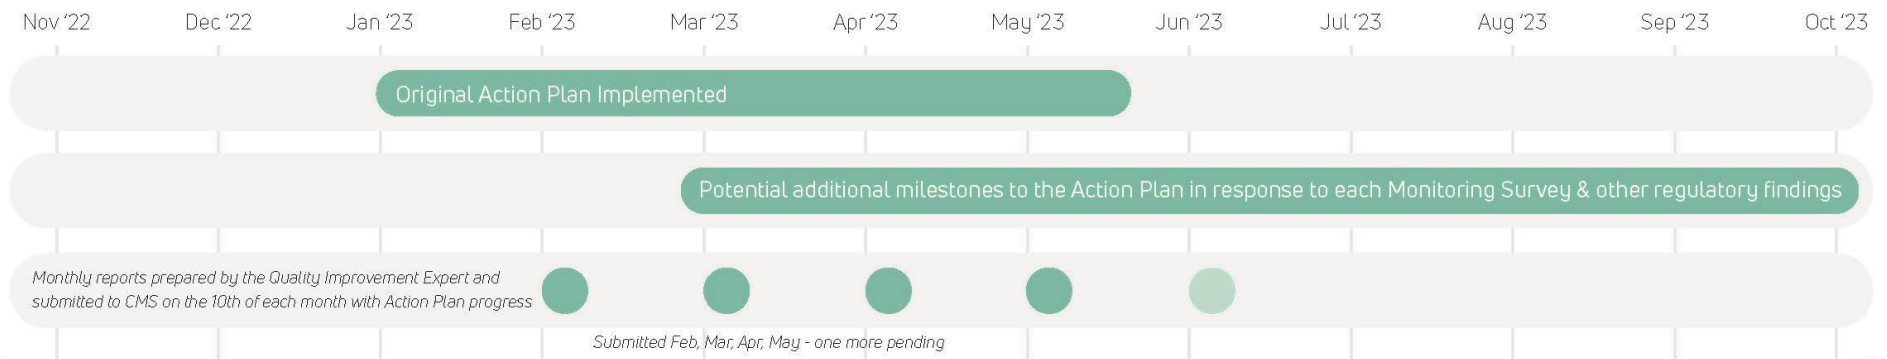 Nov ‘22 Dec ‘22 Jan ‘23 Feb ‘23 Mar ‘23 Apr ‘23 May ‘23 Jun ‘23 Jul ‘23 Aug ‘23 Sep ‘23 Oct ‘23
Original Action Plan Implemented
Potential additional milestones to the Action Plan in response to each Monitoring Survey & other regulatory findings
Monthly reports prepared by the Quality Improvement Expert and
submitted to CMS on the 10th of each month with Action Plan progress
Submitted Feb, Mar, Apr, May - one more pending